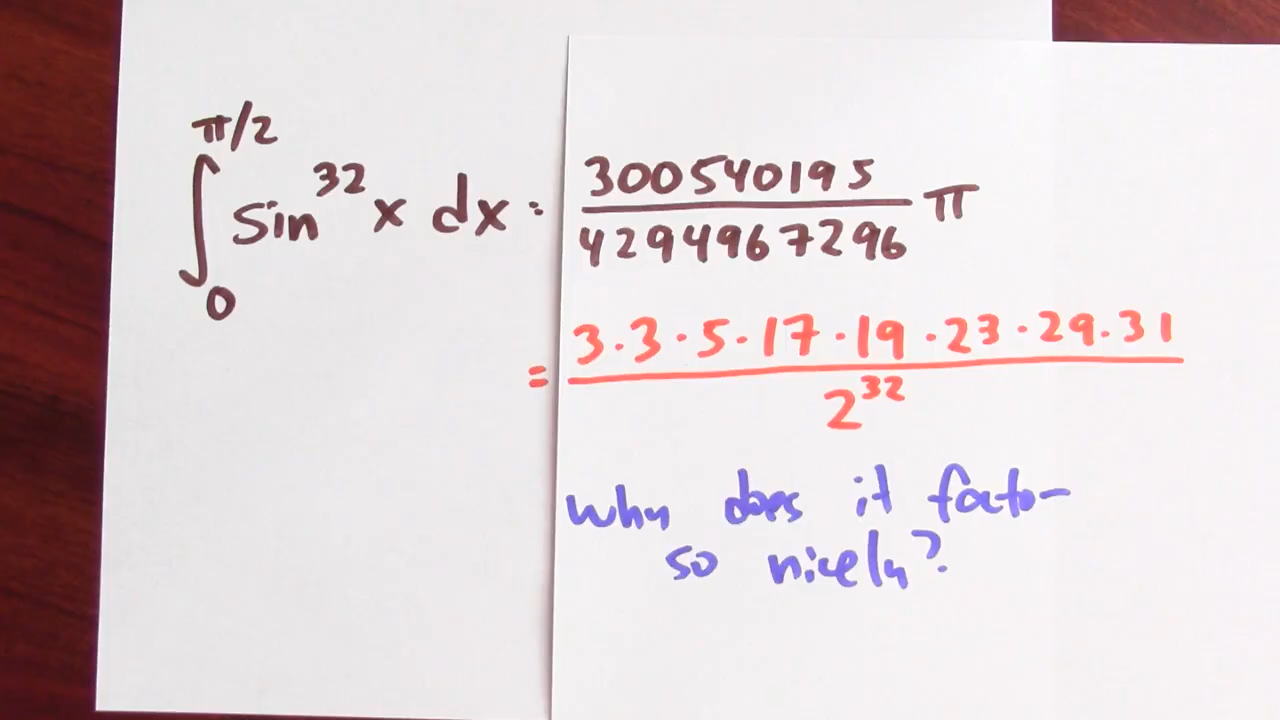 ∫₀^π/2 sin³² x dx = 300540195/4294967296 π
= 3·3·5·17·19·23·29·31/2³²
Why does it factor
so nicely?